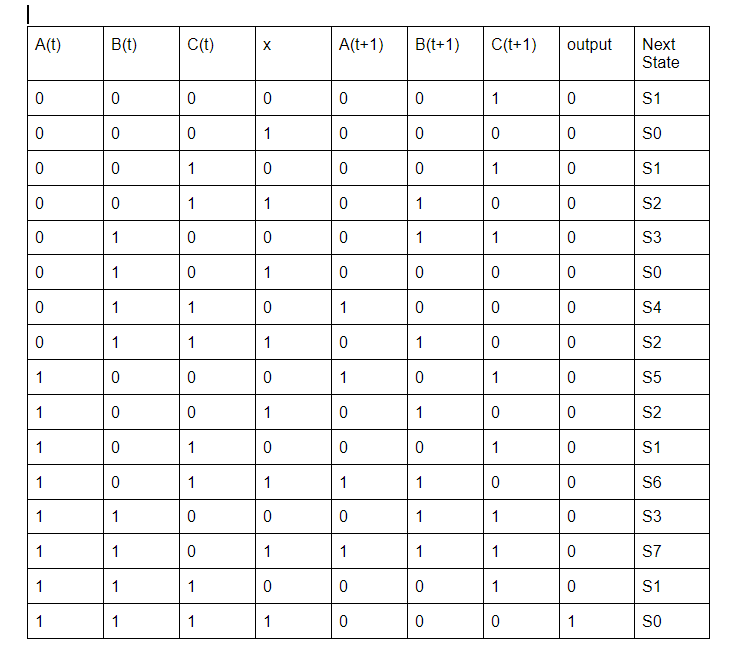 A(t) B(t) C(t) x A(t+1) B(t+1) C(t+1) output Next
State
0 0 0 0 0 0 1 0 S1
0 0 0 1 0 0 0 0 S0
0 0 1 0 0 0 1 0 S1
0 0 1 1 0 1 0 0 S2
0 1 0 0 0 1 1 0 S3
0 1 0 1 0 0 0 0 S0
0 1 1 0 1 0 0 0 S4
0 1 1 1 0 1 0 0 S2
1 0 0 0 1 0 1 0 S5
1 0 0 1 0 1 0 0 S2
1 0 1 0 0 0 1 0 S1
1 0 1 1 1 1 0 0 S6
1 1 0 0 0 1 1 0 S3
1 1 0 1 1 1 1 0 S7
1 1 1 0 0 0 1 0 S1
1 1 1 1 0 0 0 1 S0